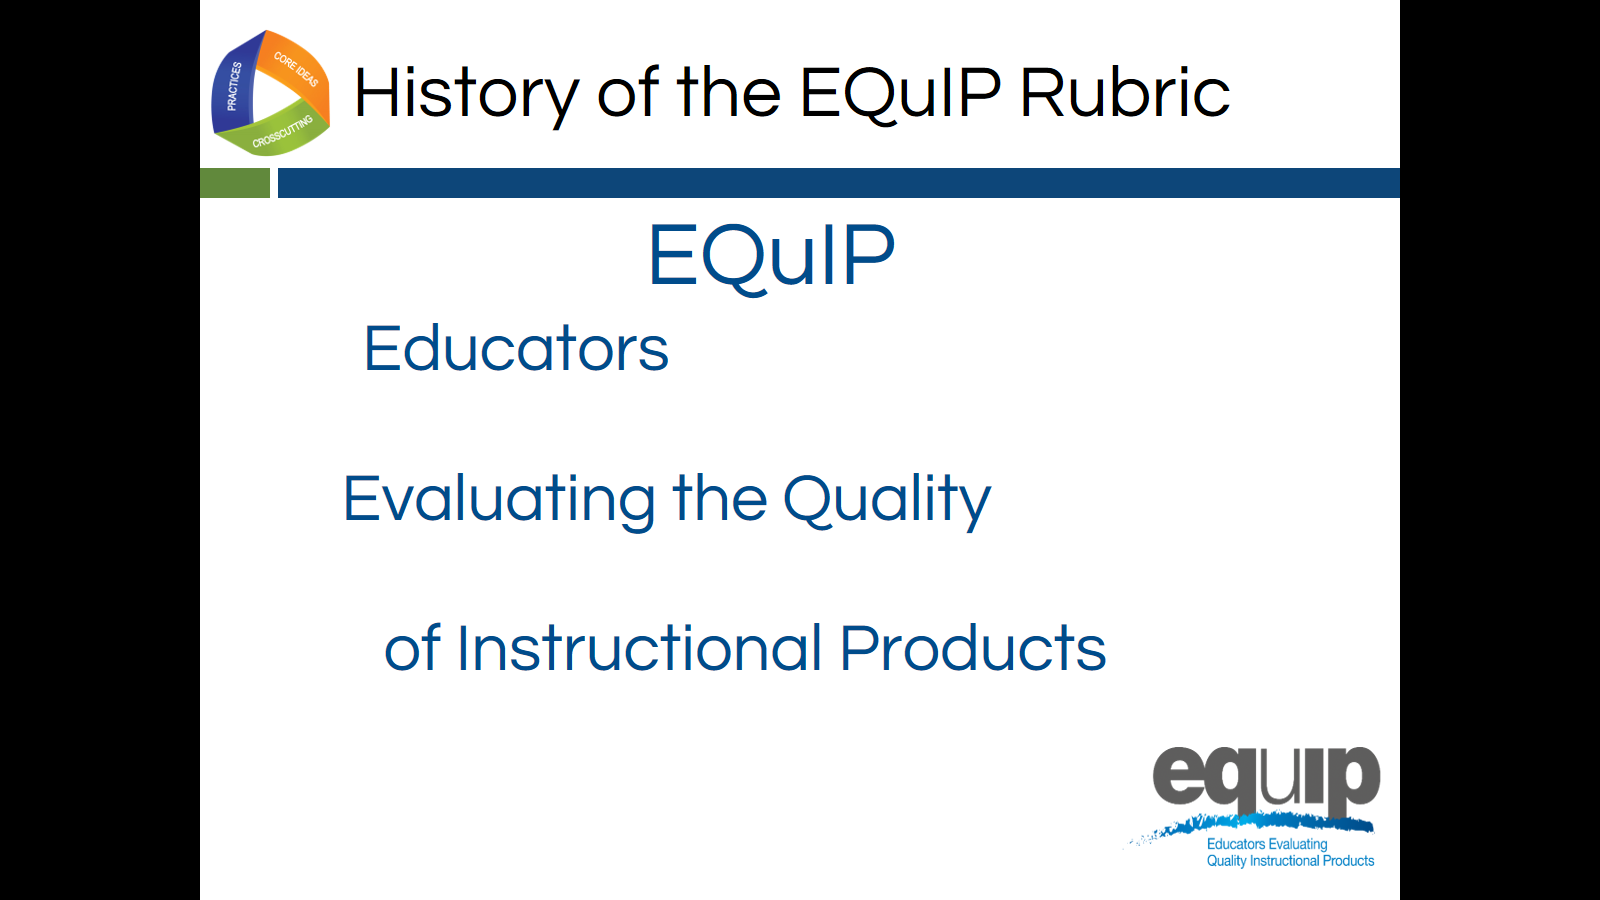 PRACTICES
CORE IDEAS
CROSSCUTTING
History of the EQuIP Rubric
EQuIP
Educators
Evaluating the Quality
of Instructional Products
equip
Educators Evaluating
Quality Instructional Products